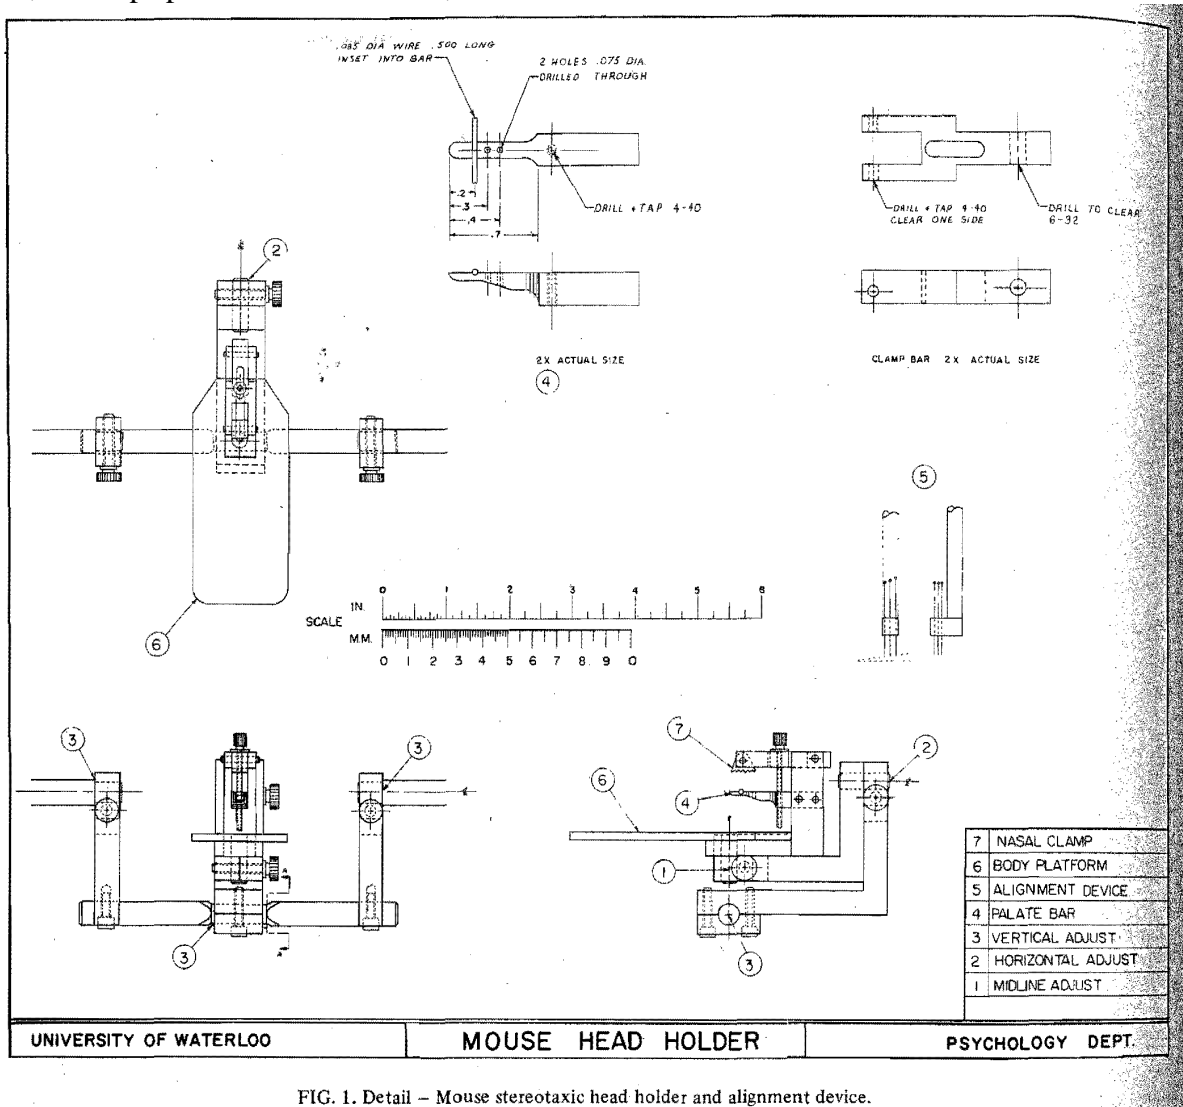 .085 DIA WIRE .500 LONG
INSET INTO BAR
2 HOLES .075 DIA.
DRILLED THROUGH
.2
.3
.4
.7
DRILL + TAP 4-40
DRILL + TAP 4-40
CLEAR ONE SIDE
DRILL TO CLEAR
6-32
2
2X ACTUAL SIZE
4
CLAMP BAR 2X ACTUAL SIZE
5
6
0 1 2 3 4 5 6
IN.
SCALE
M.M.
0 1 2 3 4 5 6 7 8 9 0
3
3
3
7
2
6
4
1
3
7 NASAL CLAMP
6 BODY PLATFORM
5 ALIGNMENT DEVICE
4 PALATE BAR
3 VERTICAL ADJUST
2 HORIZONTAL ADJUST
1 MIDLINE ADJUST
UNIVERSITY OF WATERLOO
MOUSE HEAD HOLDER
PSYCHOLOGY DEPT.
FIG. 1. Detail – Mouse stereotaxic head holder and alignment device.